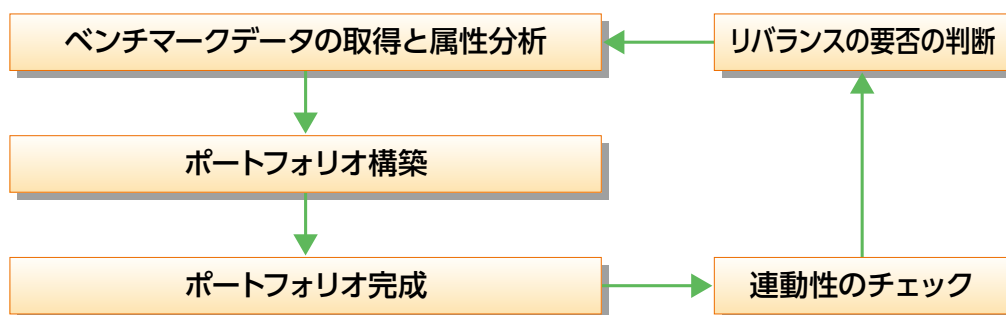 ベンチマークデータの取得と属性分析
リバランスの要否の判断
ポートフォリオ構築
ポートフォリオ完成
連動性のチェック